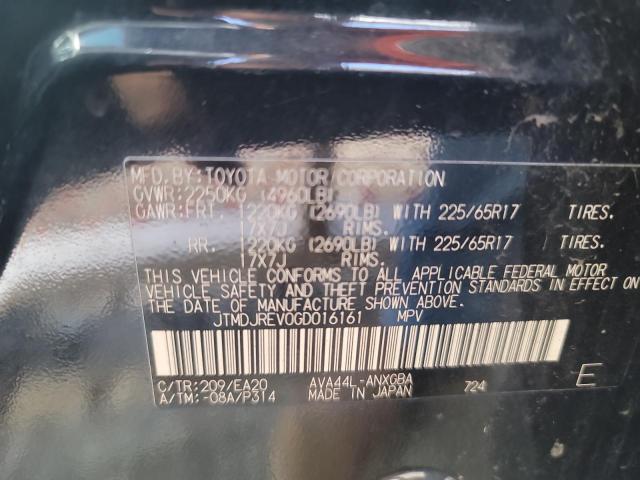 MFD. BY: TOYOTA MOTOR CORPORATION
GVWR: 2250KG (4960LB)
GAWR: FRT. 1220KG (2690LB) WITH 225/65R17 TIRES.
17X7J RIMS.
RR. 1220KG (2690LB) WITH 225/65R17 TIRES.
17X7J RIMS.
THIS VEHICLE CONFORMS TO ALL APPLICABLE FEDERAL MOTOR
VEHICLE SAFETY AND THEFT PREVENTION STANDARDS IN EFFECT ON
THE DATE OF MANUFACTURE SHOWN ABOVE.
JTMDJREV0GD016161 MPV
C/TR: 209/EA20 AVA44L-ANXGBA 724 E
A/TM: -08A/P314 MADE IN JAPAN